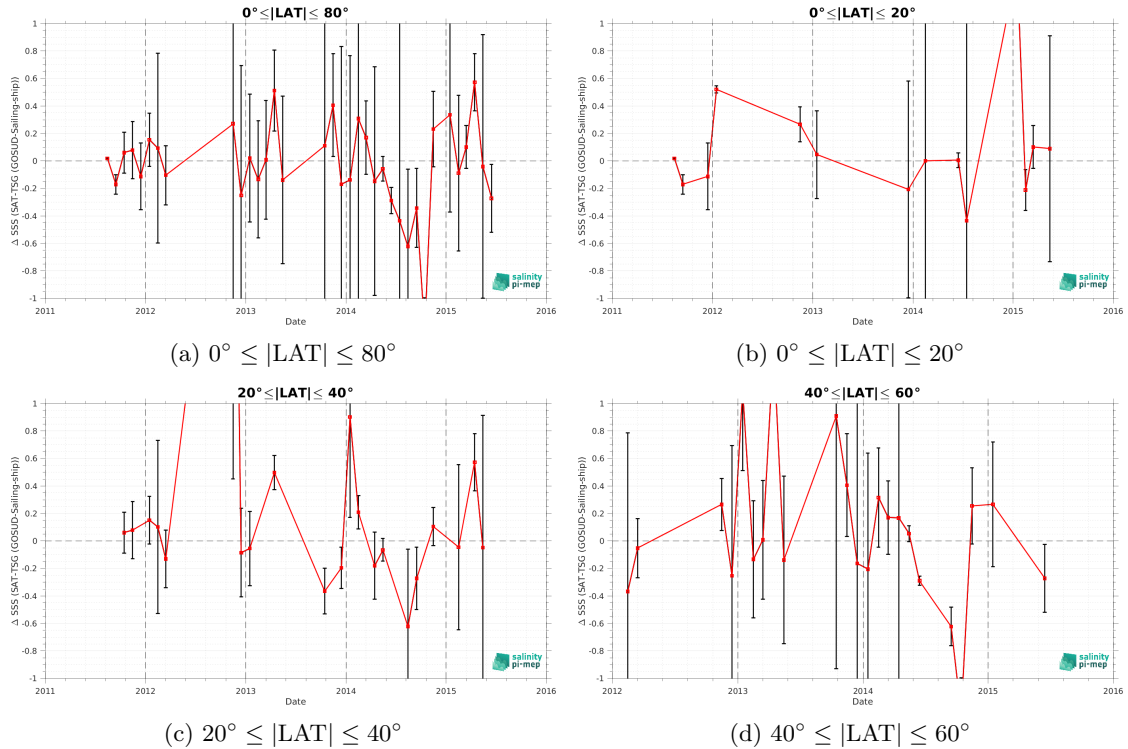 0°≤|LAT|≤ 80°
Δ SSS (SAT-TSG (GOSUD-Sailing-ship))
1
0.8
0.6
0.4
0.2
0
-0.2
-0.4
-0.6
-0.8
-1
2011 2012 2013 2014 2015 2016
Date
salinity
pi-mep
(a) 0° ≤ |LAT| ≤ 80°
0°≤|LAT|≤ 20°
Δ SSS (SAT-TSG (GOSUD-Sailing-ship))
1
0.8
0.6
0.4
0.2
0
-0.2
-0.4
-0.6
-0.8
-1
2011 2012 2013 2014 2015 2016
Date
salinity
pi-mep
(b) 0° ≤ |LAT| ≤ 20°
20°≤|LAT|≤ 40°
Δ SSS (SAT-TSG (GOSUD-Sailing-ship))
1
0.8
0.6
0.4
0.2
0
-0.2
-0.4
-0.6
-0.8
-1
2011 2012 2013 2014 2015 2016
Date
salinity
pi-mep
(c) 20° ≤ |LAT| ≤ 40°
40°≤|LAT|≤ 60°
Δ SSS (SAT-TSG (GOSUD-Sailing-ship))
1
0.8
0.6
0.4
0.2
0
-0.2
-0.4
-0.6
-0.8
-1
2012 2013 2014 2015 2016
Date
salinity
pi-mep
(d) 40° ≤ |LAT| ≤ 60°